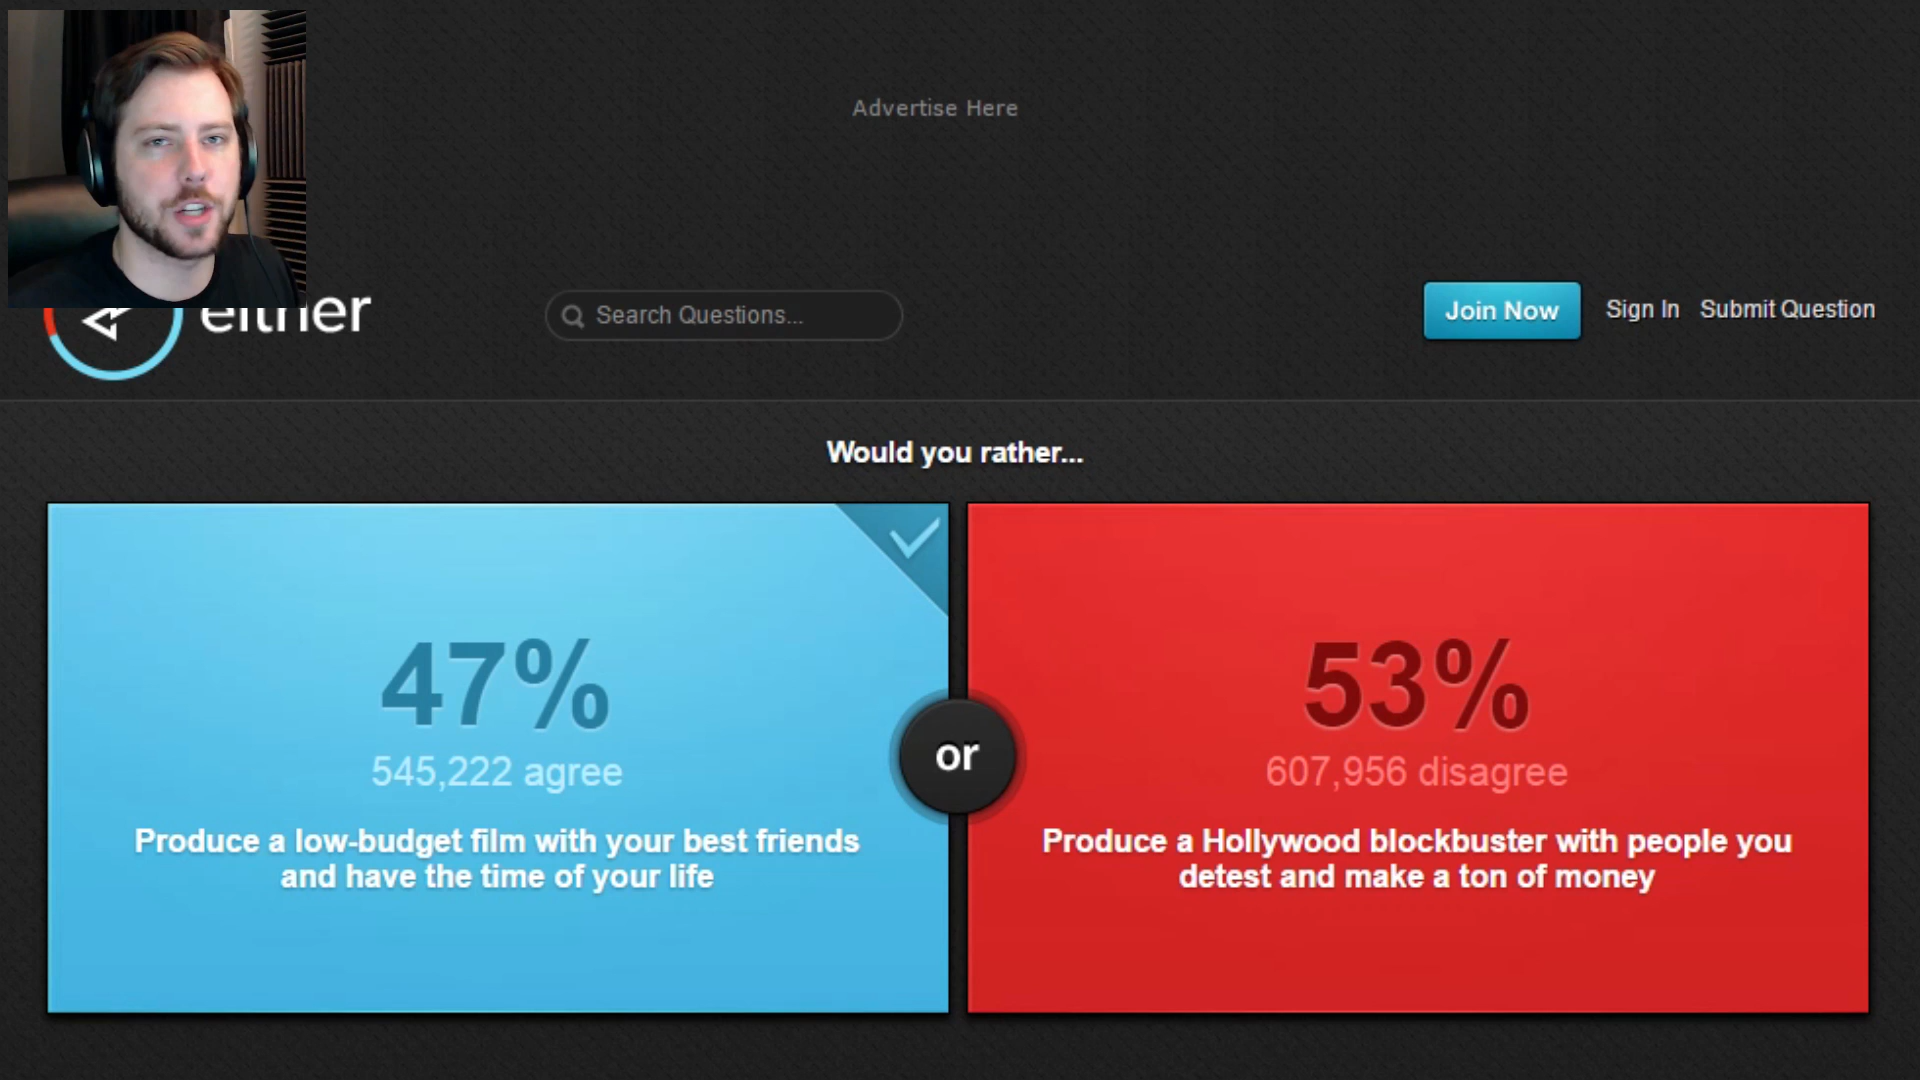 Advertise Here
either
Search Questions...
Join Now
Sign In
Submit Question
Would you rather...
47%
545,222 agree
Produce a low-budget film with your best friends
and have the time of your life
or
53%
607,956 disagree
Produce a Hollywood blockbuster with people you
detest and make a ton of money